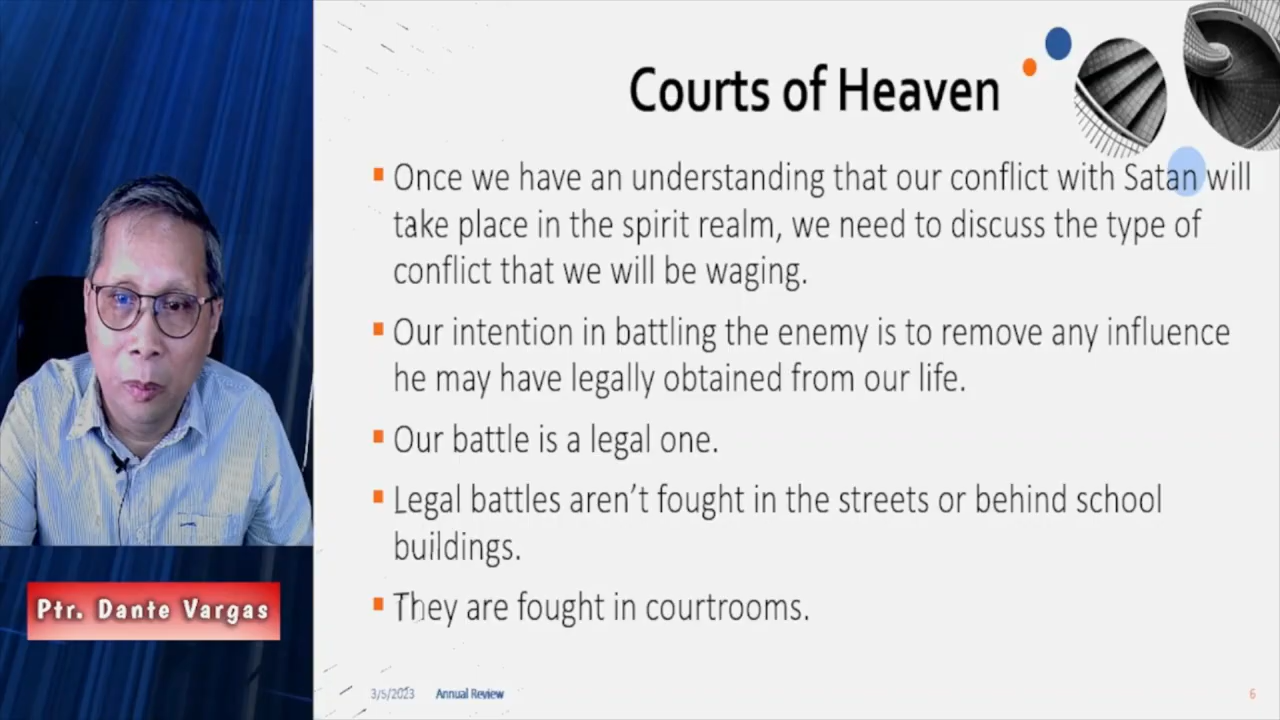 Courts of Heaven
Once we have an understanding that our conflict with Satan will
take place in the spirit realm, we need to discuss the type of
conflict that we will be waging.
Our intention in battling the enemy is to remove any influence
he may have legally obtained from our life.
Our battle is a legal one.
Legal battles aren't fought in the streets or behind school
buildings.
They are fought in courtrooms.
Ptr. Dante Vargas
3/5/2023 Annual Review 6